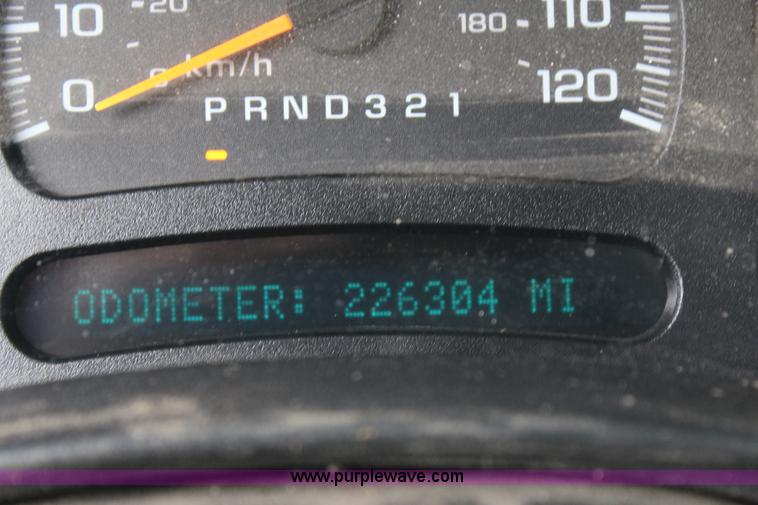 10 20 180 110
0 km/h 120
PRND321
ODOMETER: 226304 MI
www.purplewave.com